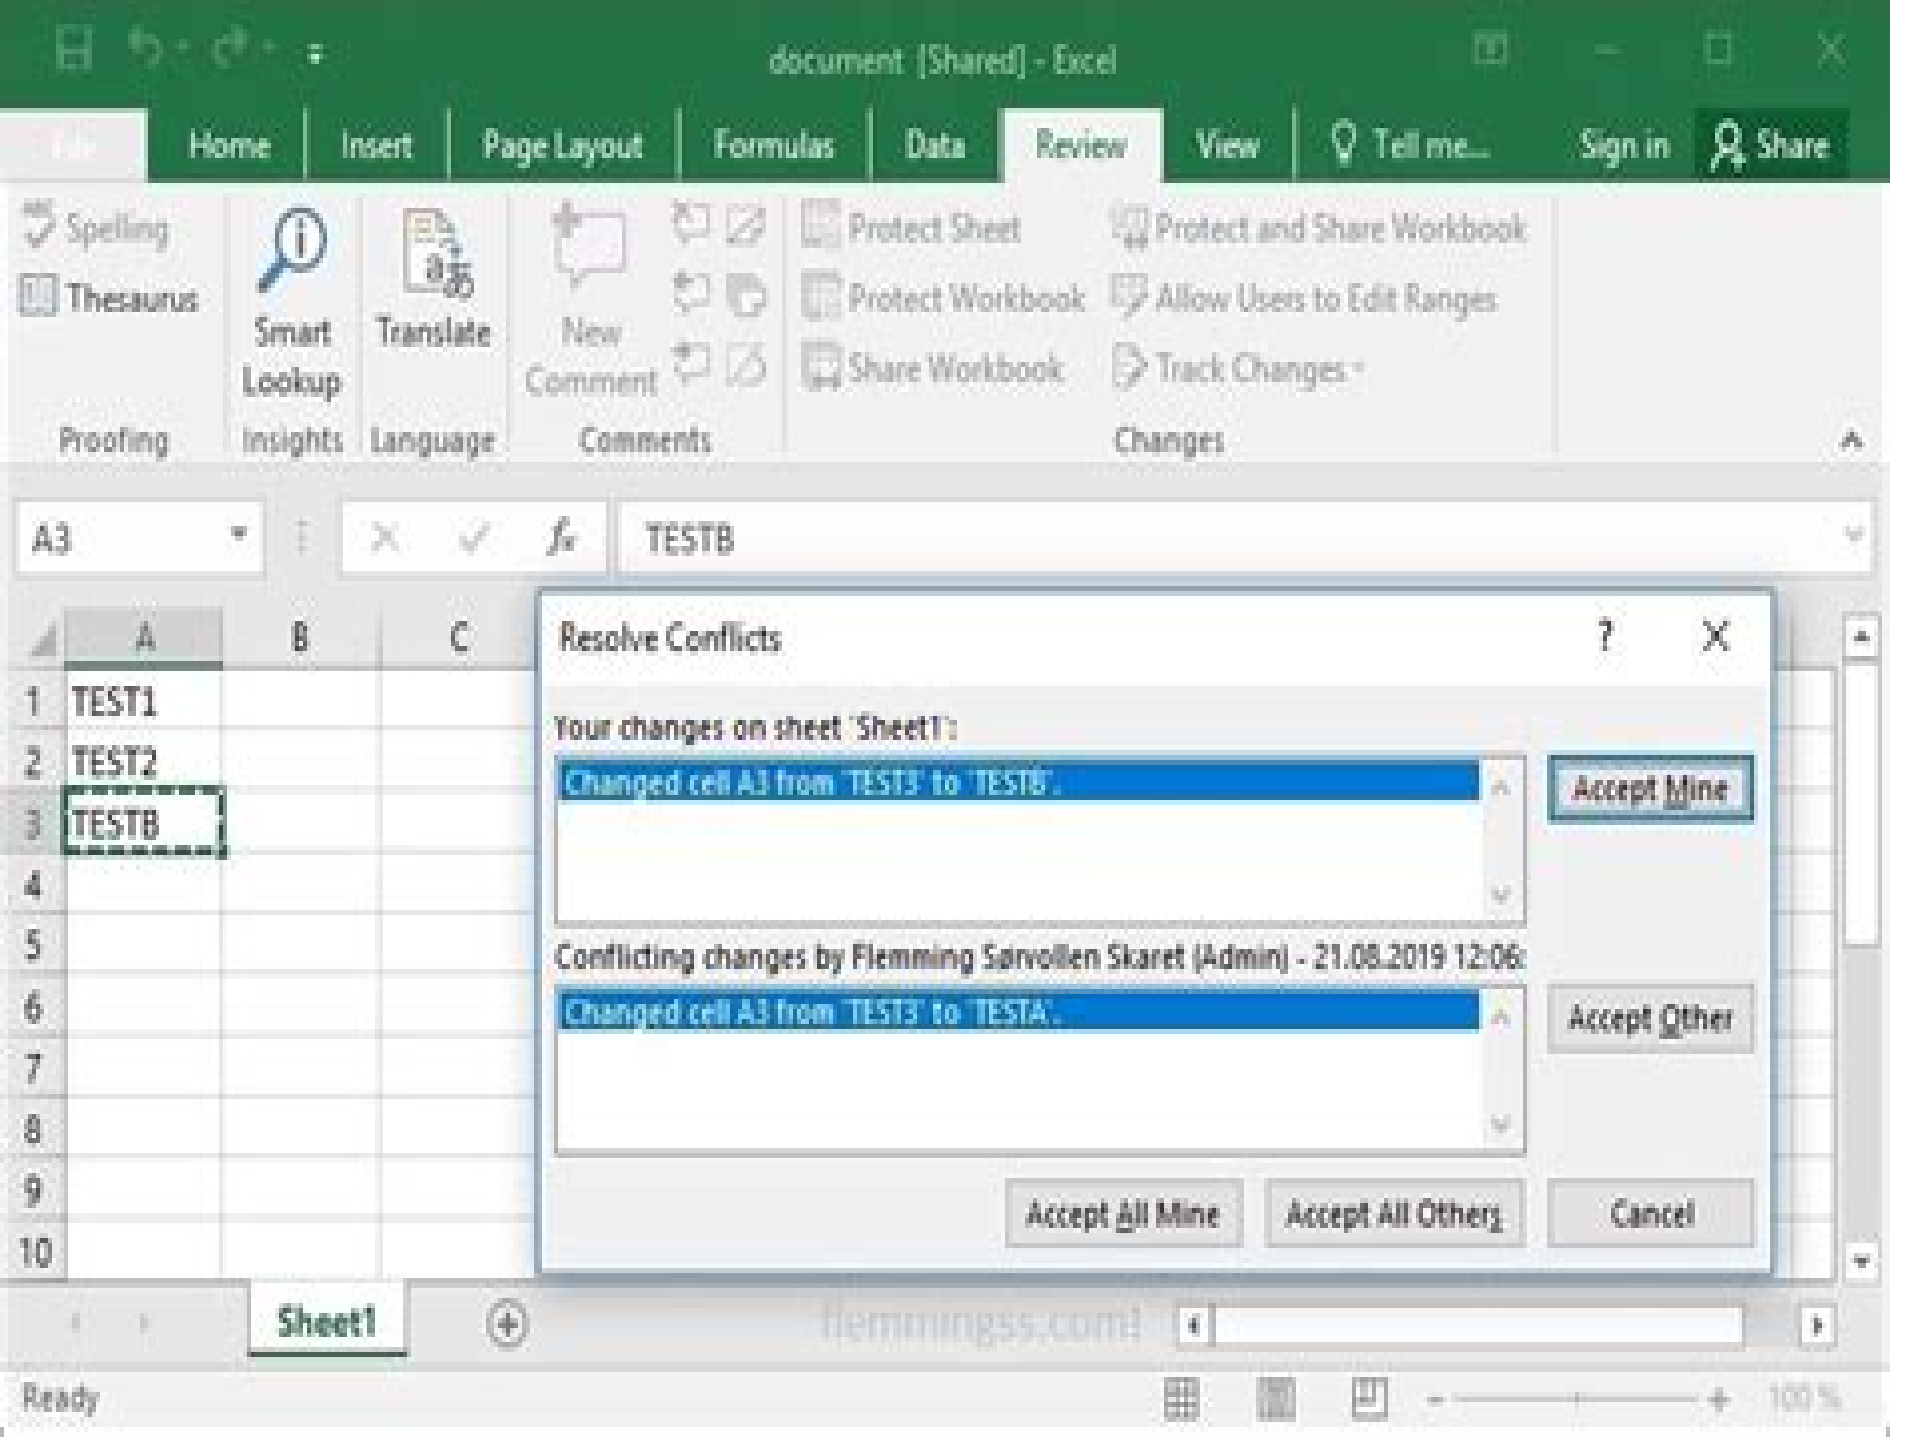 document [Shared] - Excel
File Home Insert Page Layout Formulas Data Review View Tell me... Sign in Share
Spelling
Thesaurus
Proofing
Smart Lookup
Insights
Translate
Language
New Comment
Comments
Protect Sheet
Protect Workbook
Share Workbook
Protect and Share Workbook
Allow Users to Edit Ranges
Track Changes
Changes
A3 fx TESTB
A B C
1 TEST1
2 TEST2
3 TESTB
4
5
6
7
8
9
10
Resolve Conflicts ? X
Your changes on sheet 'Sheet1':
Changed cell A3 from 'TEST3' to 'TESTB'.
Accept Mine
Conflicting changes by Flemming Sørvollen Skaret (Admin) - 21.08.2019 12:06:
Changed cell A3 from 'TEST3' to 'TESTA'.
Accept Other
Accept All Mine Accept All Others Cancel
Sheet1
flemmingss.com!
Ready 100 %